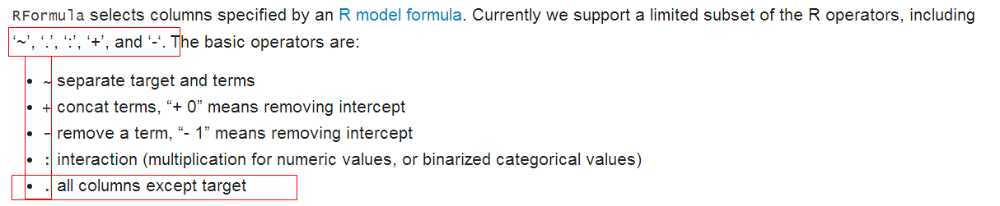 RFormula selects columns specified by an R model formula. Currently we support a limited subset of the R operators, including
‘~’, ‘.’, ‘:’, ‘+’, and ‘-‘. The basic operators are:
• ~ separate target and terms
• + concat terms, “+ 0” means removing intercept
• - remove a term, “- 1” means removing intercept
• : interaction (multiplication for numeric values, or binarized categorical values)
• . all columns except target